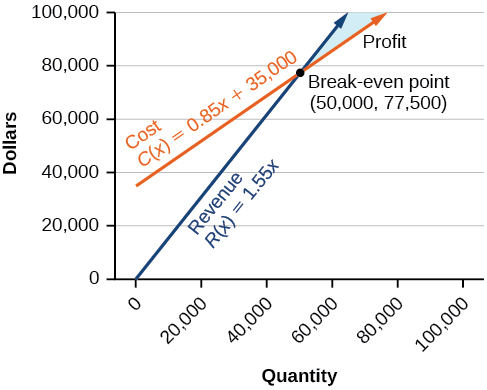 100,000
80,000
60,000
40,000
20,000
0
Dollars
Cost
C(x) = 0.85x + 35,000
Revenue
R(x) = 1.55x
Profit
Break-even point
(50,000, 77,500)
0
20,000
40,000
60,000
80,000
100,000
Quantity